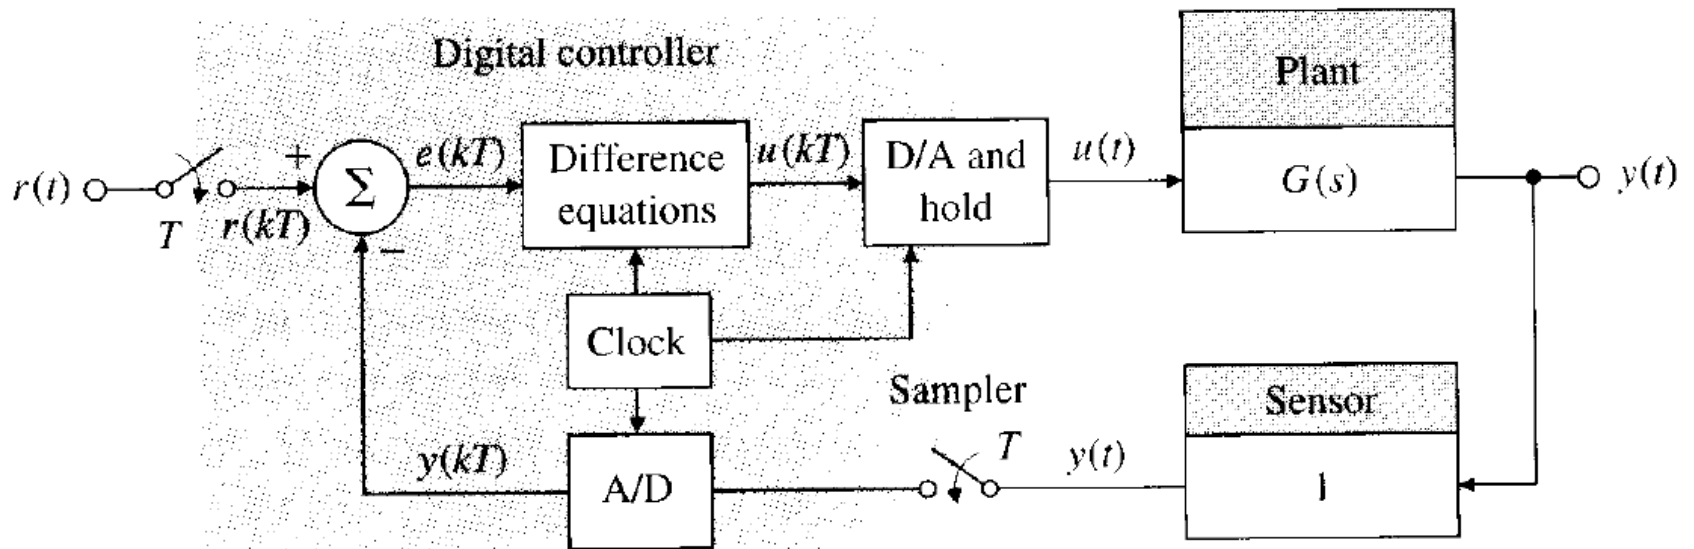 Digital controller
Plant
r(t)
T
r(kT)
+
−
Σ
e(kT)
Difference
equations
u(kT)
D/A and
hold
u(t)
G(s)
y(t)
Clock
Sampler
Sensor
y(kT)
A/D
T
y(t)
1